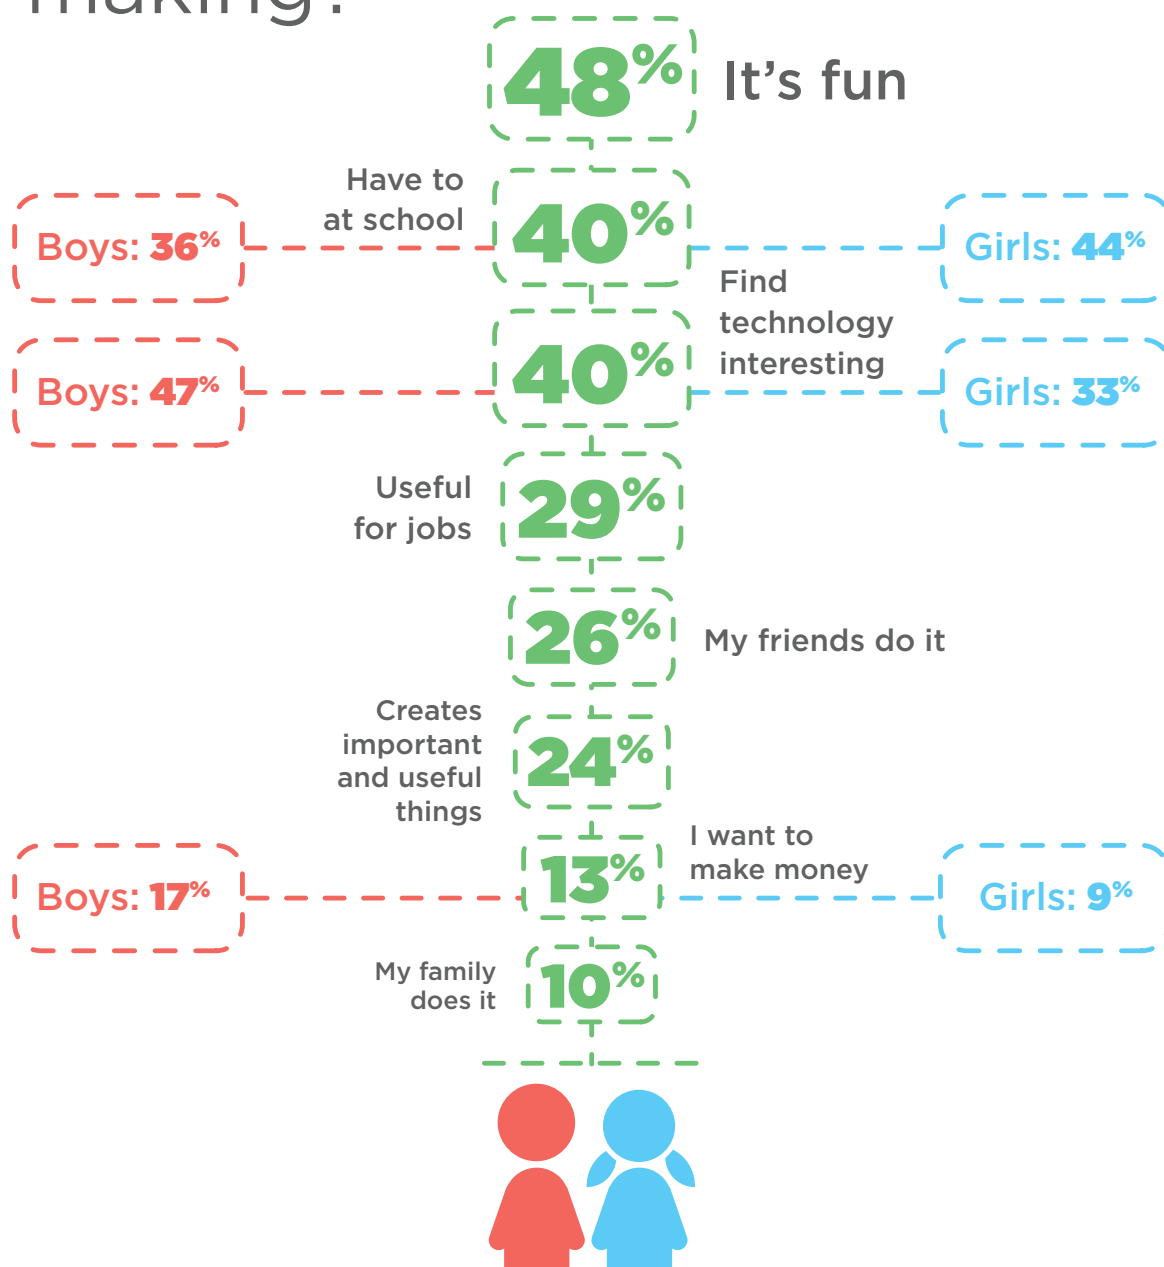 making?
48% It's fun
Have to
at school
40%
Boys: 36%
Girls: 44%
Find
technology
interesting
40%
Boys: 47%
Girls: 33%
Useful
for jobs
29%
26%
My friends do it
Creates
important
and useful
things
24%
I want to
make money
13%
Boys: 17%
Girls: 9%
My family
does it
10%